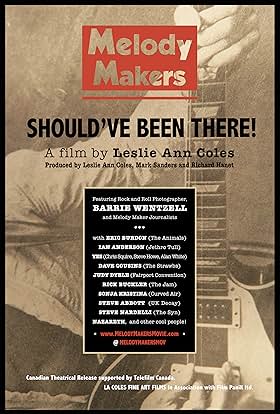 Melody
Makers
SHOULD'VE BEEN THERE!
A film by Leslie Ann Coles
Produced by Leslie Ann Coles, Mark Sanders and Richard Hanet
Featuring Rock and Roll Photographer,
BARRIE WENTZELL
and Melody Maker Journalists
with ERIC BURDON (The Animals)
IAN ANDERSON (Jethro Tull)
YES (Chris Squire, Steve Howe, Alan White)
DAVE COUSINS (The Strawbs)
JUDY DYBLE (Fairport Convention)
RICK BUCKLER (The Jam)
SONJA KRISTINA (Curved Air)
STEVE ABBOTT (UK Decay)
STEVE NARDELLI (The Syn)
NAZARETH, and other cool people!
• www.MELODYMAKERSMOVIE.com •
@ MELODYMAKERSMOV
Canadian Theatrical Release supported by Telefilm Canada.
LA COLES FINE ART FILMS in Association with Film Punill ltd.